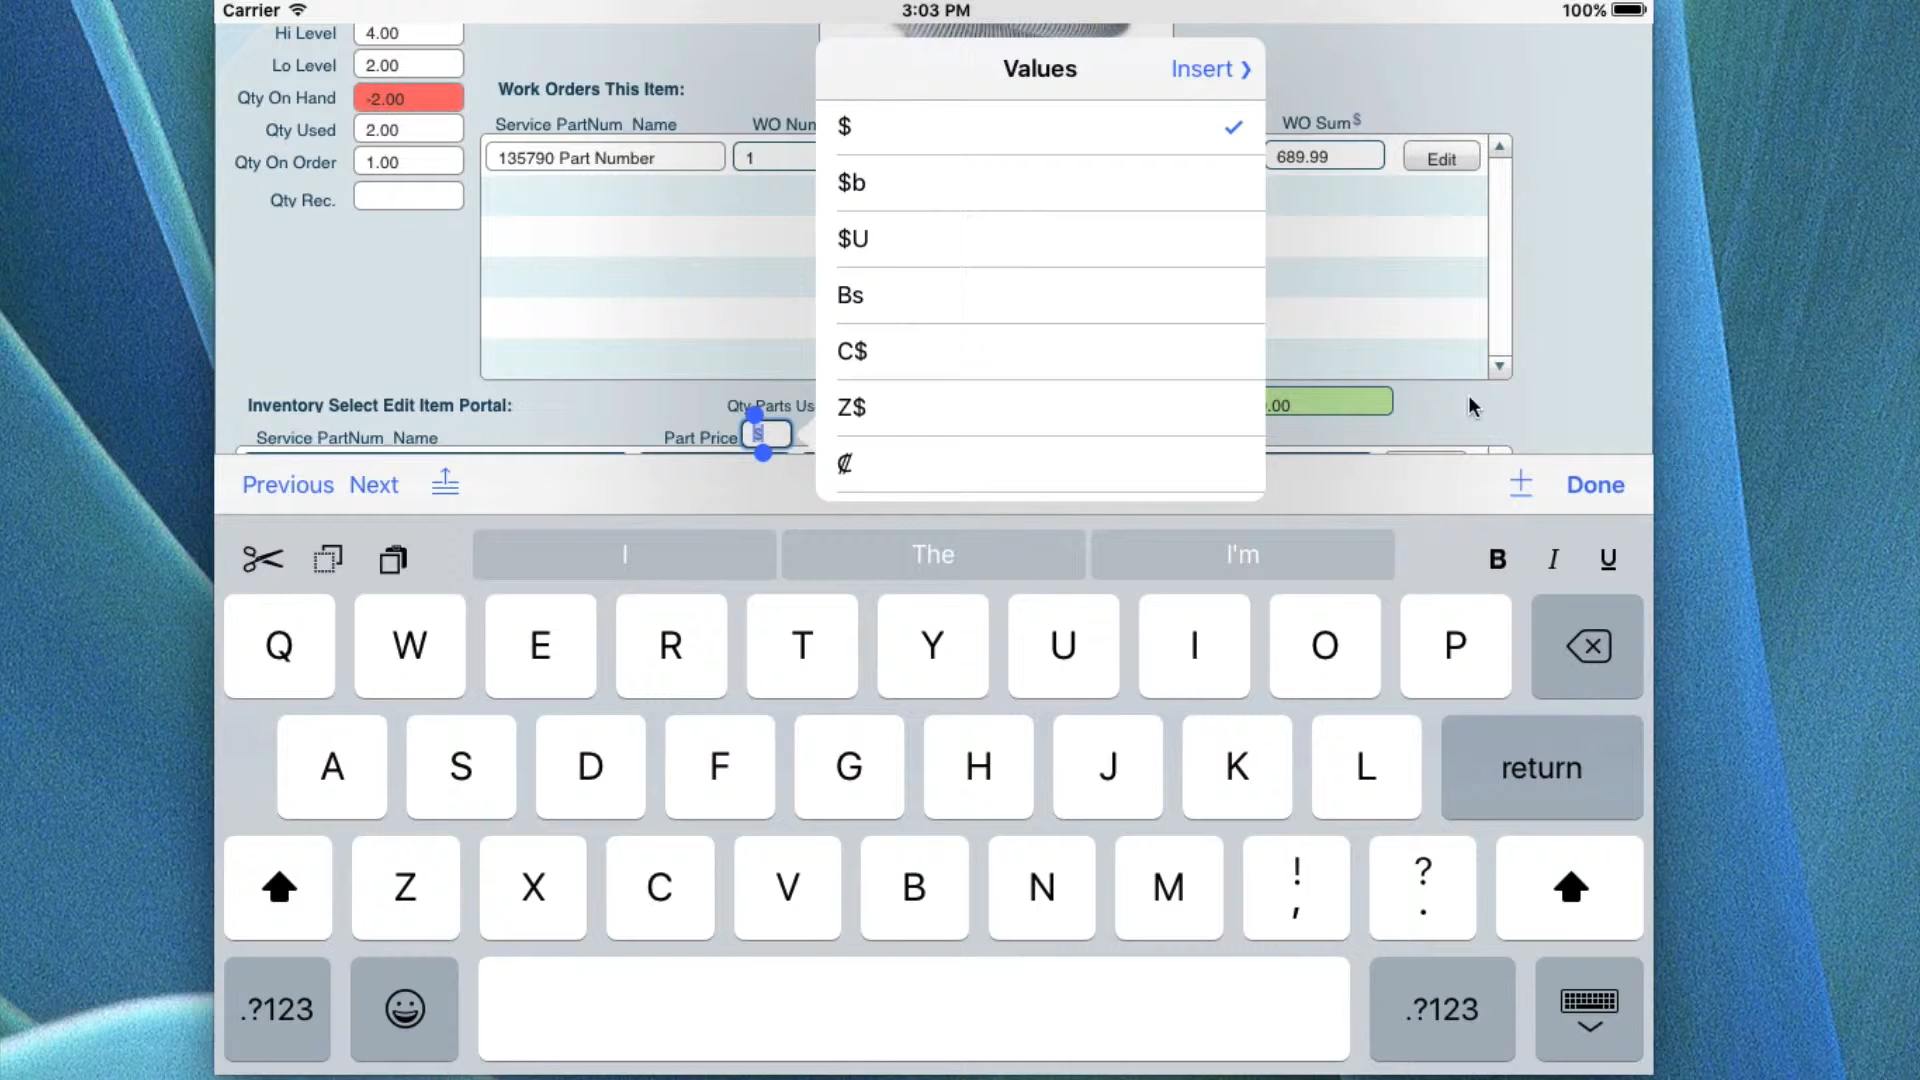 Carrier 3:03 PM 100%
Hi Level 4.00
Lo Level 2.00
Qty On Hand -2.00
Qty Used 2.00
Qty On Order 1.00
Qty Rec.
Work Orders This Item:
Service PartNum Name WO Num WO Sum $
135790 Part Number 1 689.99 Edit
Values Insert
$
$b
$U
Bs
C$
Z$
₡
Inventory Select Edit Item Portal: Qty Parts Us .00
Service PartNum Name Part Price $
Previous Next Done
I The I'm B I U
Q W E R T Y U I O P
A S D F G H J K L return
Z X C V B N M ! , ? .
.?123 .?123